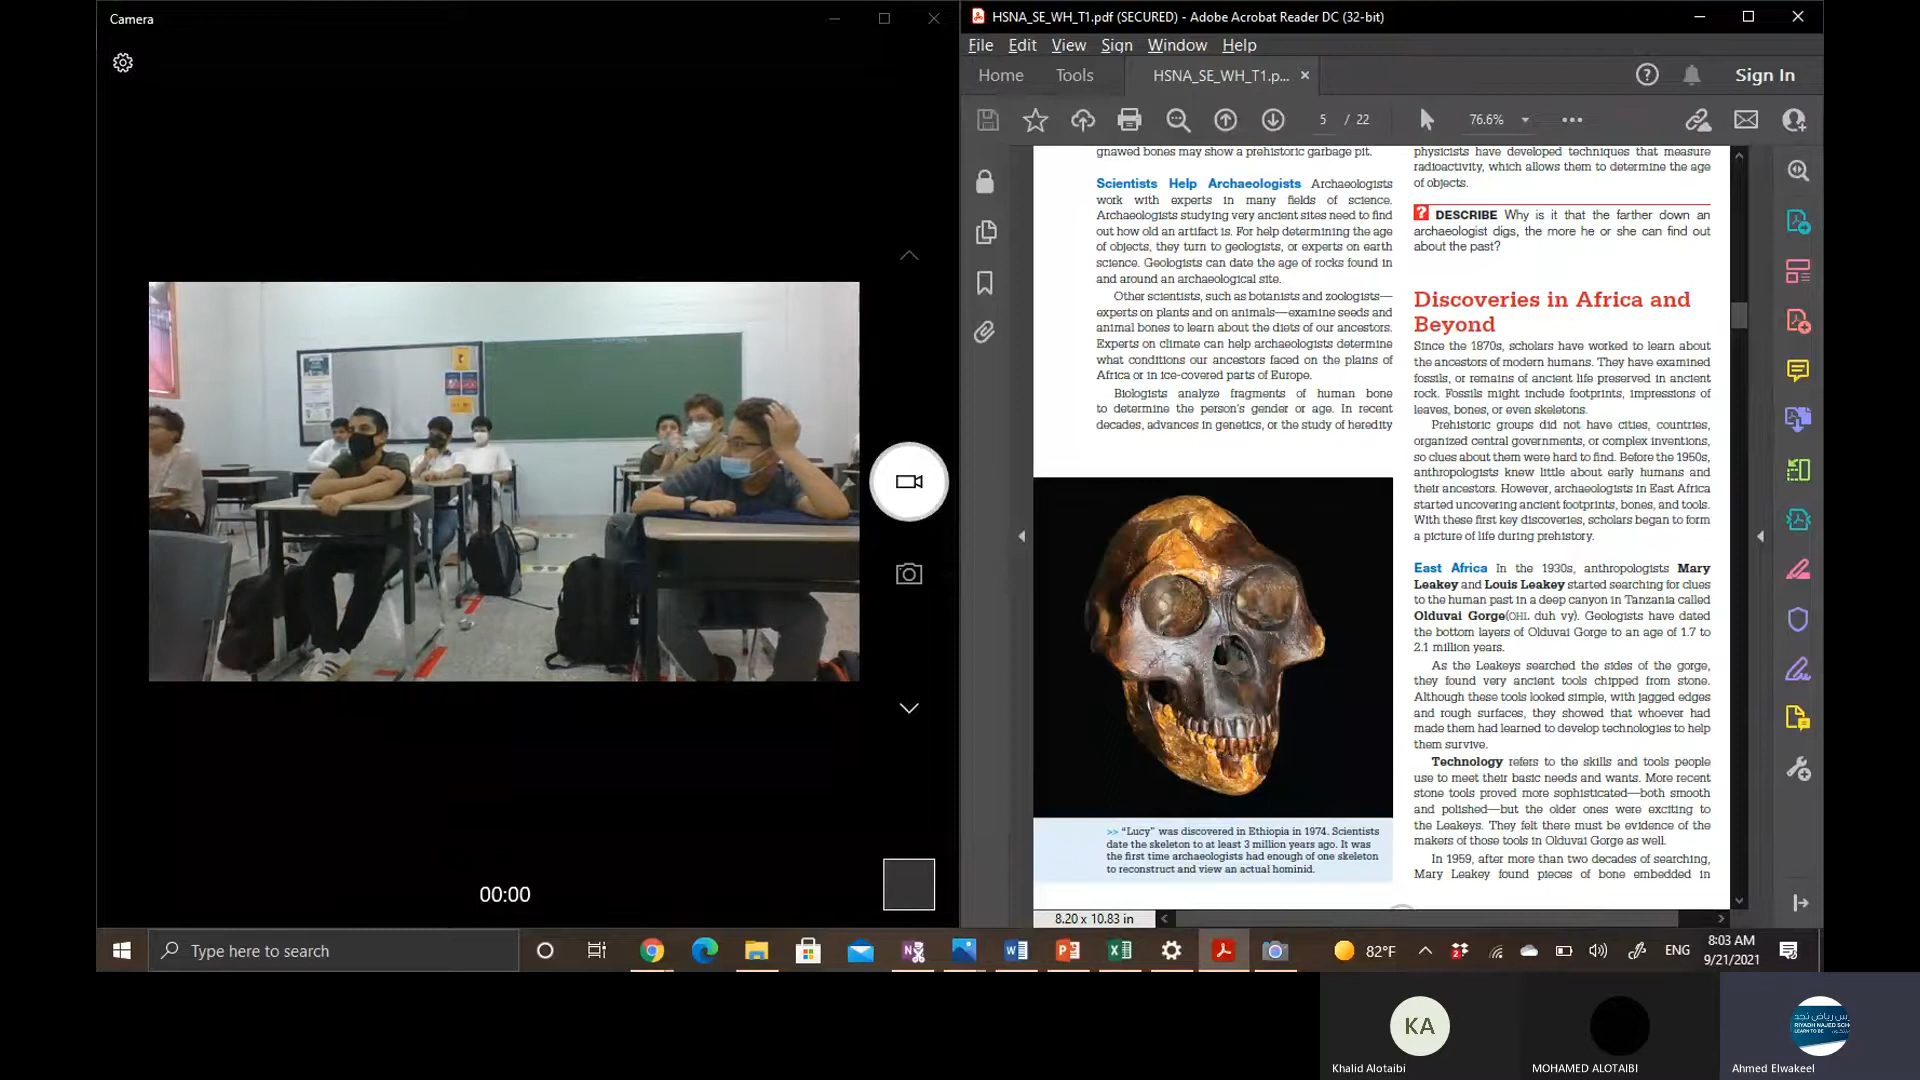 Camera
HSNA_SE_WH_T1.pdf (SECURED) - Adobe Acrobat Reader DC (32-bit)
File Edit View Sign Window Help
Home Tools HSNA_SE_WH_T1.p... Sign In
5 / 22 76.6%
gnawed bones may show a prehistoric garbage pit.
Scientists Help Archaeologists Archaeologists
work with experts in many fields of science.
Archaeologists studying very ancient sites need to find
out how old an artifact is. For help determining the age
of objects, they turn to geologists, or experts on earth
science. Geologists can date the age of rocks found in
and around an archaeological site.
Other scientists, such as botanists and zoologists—
experts on plants and on animals—examine seeds and
animal bones to learn about the diets of our ancestors.
Experts on climate can help archaeologists determine
what conditions our ancestors faced on the plains of
Africa or in ice-covered parts of Europe.
Biologists analyze fragments of human bone
to determine the person's gender or age. In recent
decades, advances in genetics, or the study of heredity
>> "Lucy" was discovered in Ethiopia in 1974. Scientists
date the skeleton to at least 3 million years ago. It was
the first time archaeologists had enough of one skeleton
to reconstruct and view an actual hominid.
physicists have developed techniques that measure
radioactivity, which allows them to determine the age
of objects.
? DESCRIBE Why is it that the farther down an
archaeologist digs, the more he or she can find out
about the past?
Discoveries in Africa and
Beyond
Since the 1870s, scholars have worked to learn about
the ancestors of modern humans. They have examined
fossils, or remains of ancient life preserved in ancient
rock. Fossils might include footprints, impressions of
leaves, bones, or even skeletons.
Prehistoric groups did not have cities, countries,
organized central governments, or complex inventions,
so clues about them were hard to find. Before the 1950s,
anthropologists knew little about early humans and
their ancestors. However, archaeologists in East Africa
started uncovering ancient footprints, bones, and tools.
With these first key discoveries, scholars began to form
a picture of life during prehistory.
East Africa In the 1930s, anthropologists Mary
Leakey and Louis Leakey started searching for clues
to the human past in a deep canyon in Tanzania called
Olduvai Gorge(OHL duh vy). Geologists have dated
the bottom layers of Olduvai Gorge to an age of 1.7 to
2.1 million years.
As the Leakeys searched the sides of the gorge,
they found very ancient tools chipped from stone.
Although these tools looked simple, with jagged edges
and rough surfaces, they showed that whoever had
made them had learned to develop technologies to help
them survive.
Technology refers to the skills and tools people
use to meet their basic needs and wants. More recent
stone tools proved more sophisticated—both smooth
and polished—but the older ones were exciting to
the Leakeys. They felt there must be evidence of the
makers of those tools in Olduvai Gorge as well.
In 1959, after more than two decades of searching,
Mary Leakey found pieces of bone embedded in
00:00
8.20 x 10.83 in
Type here to search
82°F ENG 8:03 AM
9/21/2021
KA
Khalid Alotaibi MOHAMED ALOTAIBI Ahmed Elwakeel